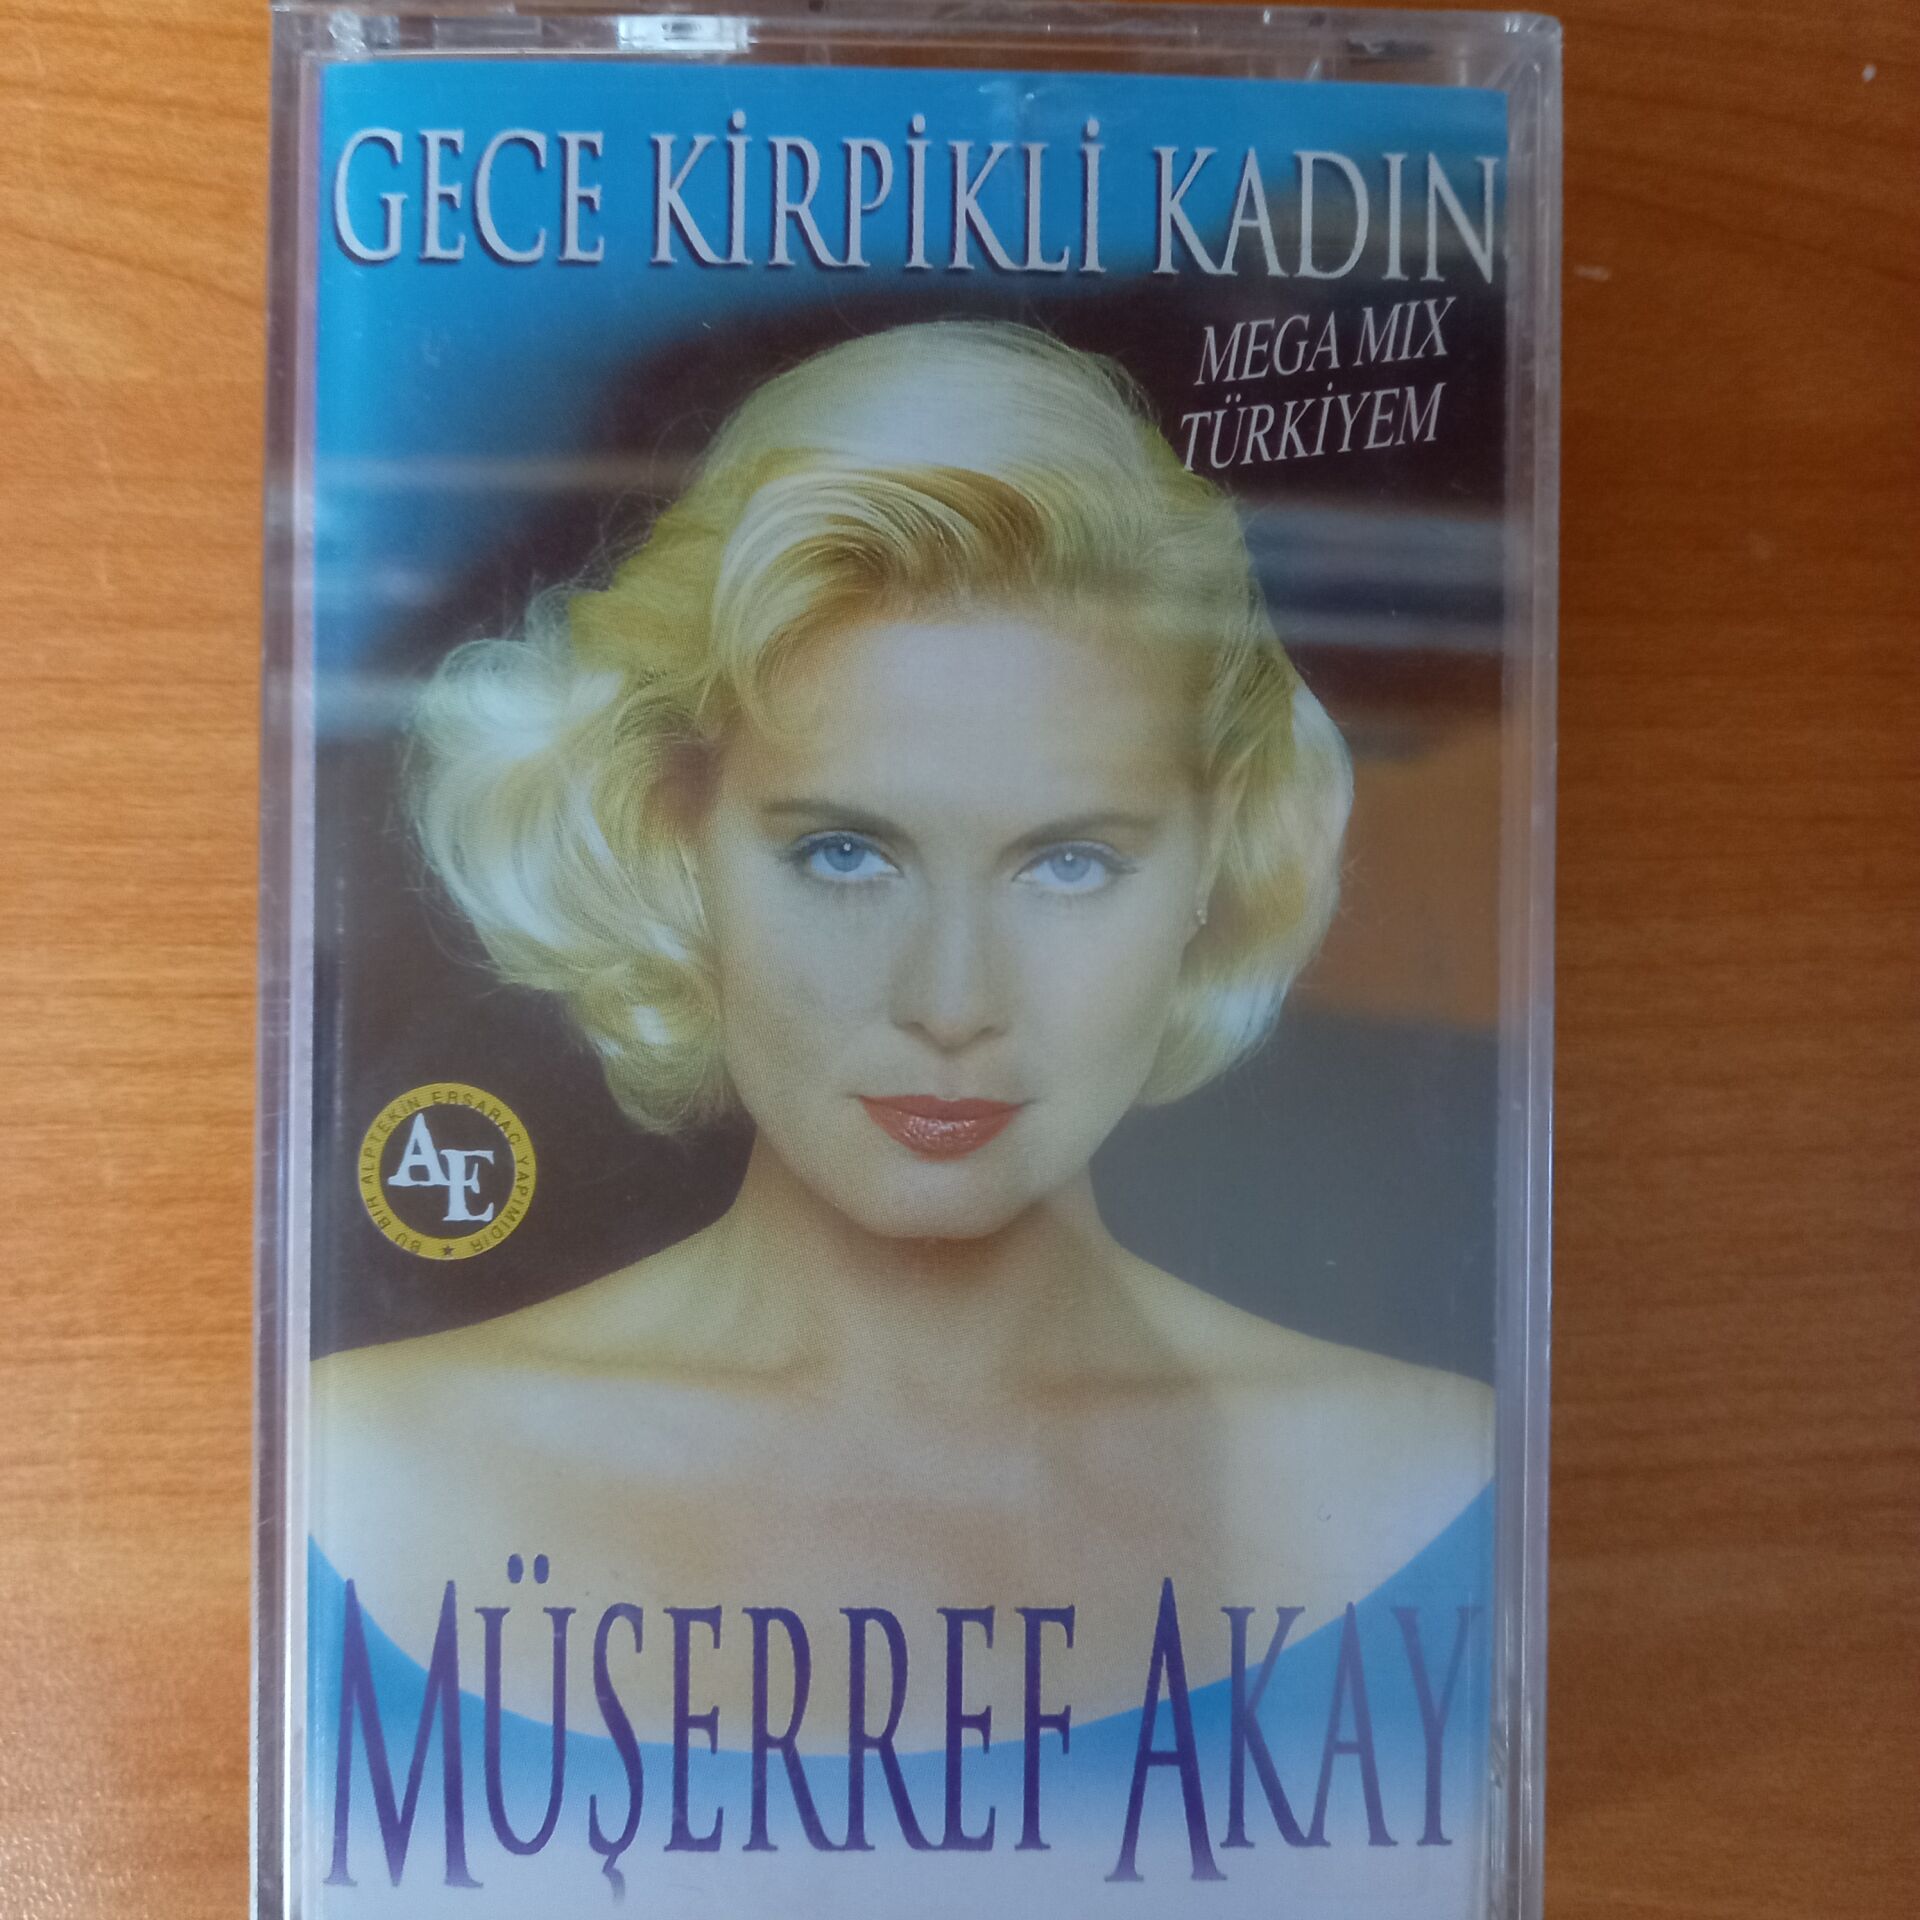 GECE KİRPİKLİ KADIN
MEGA MIX
TÜRKİYEM
BU BİR ALPTEKİN ERSARAÇ YAPIMIDIR ★
AE
MÜŞERREF AKAY